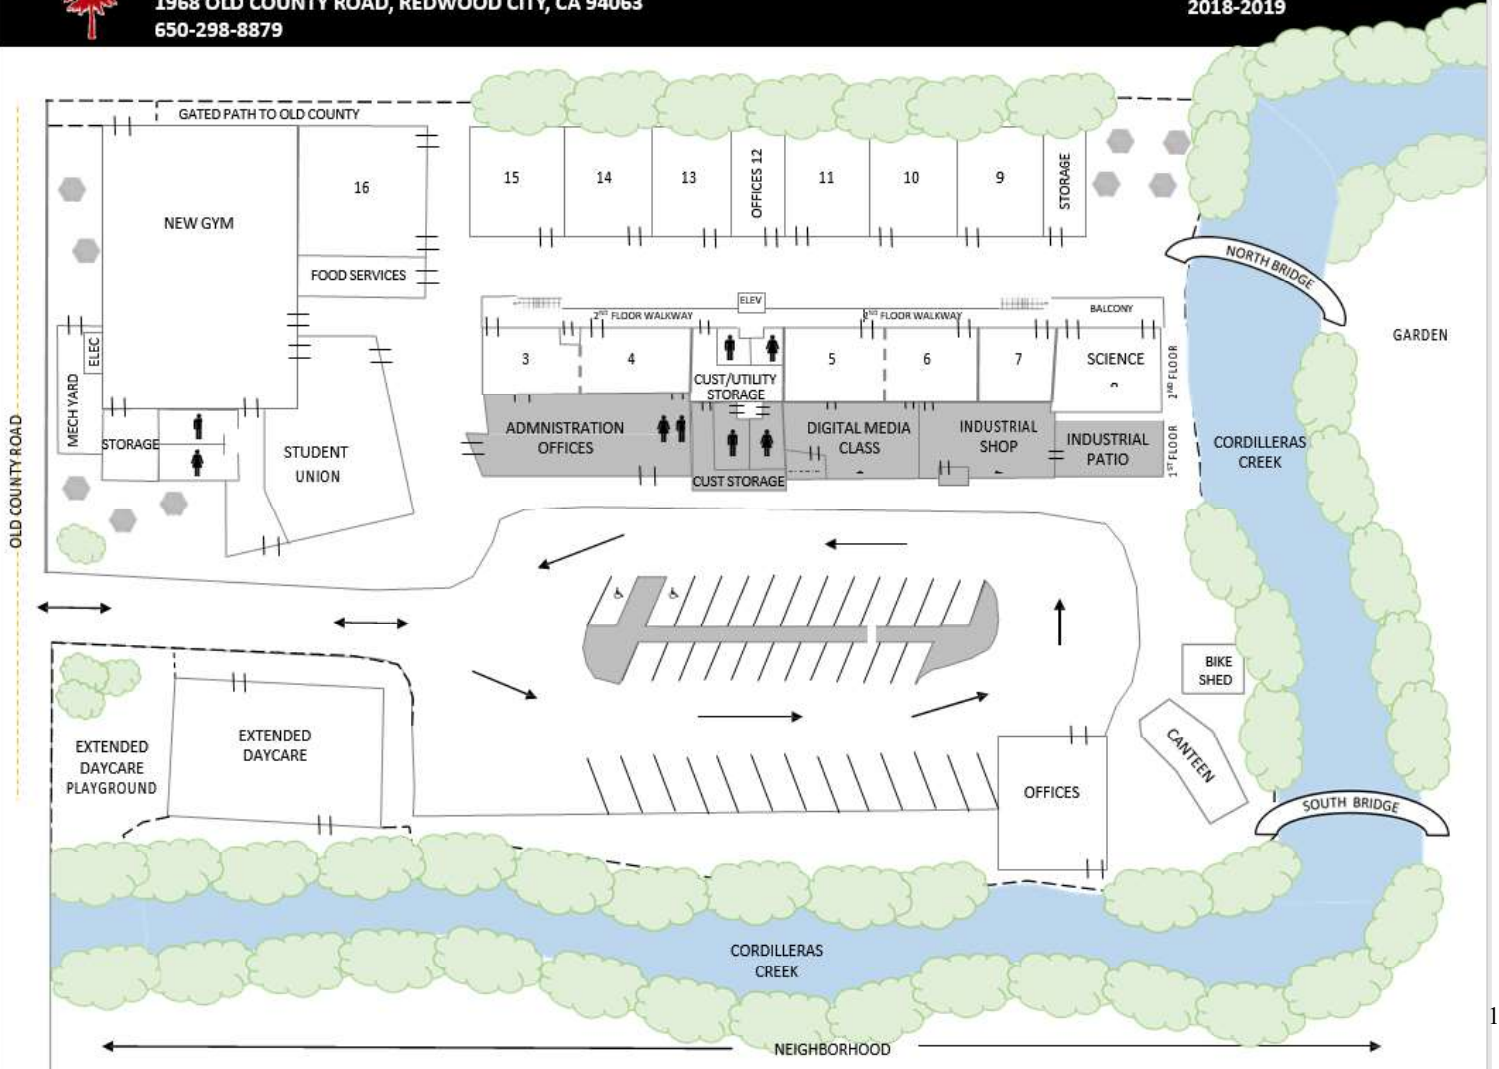 1968 OLD COUNTY ROAD, REDWOOD CITY, CA 94063
650-298-8879
2018-2019
GATED PATH TO OLD COUNTY
NEW GYM
16
FOOD SERVICES
15
14
13
OFFICES 12
11
10
9
STORAGE
NORTH BRIDGE
GARDEN
ELEV
2ND FLOOR WALKWAY
FLOOR WALKWAY
BALCONY
3
4
CUST/UTILITY
STORAGE
5
6
7
SCIENCE
2ND FLOOR
ELEC
MECH YARD
OLD COUNTY ROAD
STORAGE
STUDENT
UNION
ADMNISTRATION
OFFICES
CUST STORAGE
DIGITAL MEDIA
CLASS
INDUSTRIAL
SHOP
INDUSTRIAL
PATIO
1ST FLOOR
CORDILLERAS
CREEK
BIKE
SHED
CANTEEN
EXTENDED
DAYCARE
PLAYGROUND
EXTENDED
DAYCARE
OFFICES
SOUTH BRIDGE
CORDILLERAS
CREEK
NEIGHBORHOOD
1